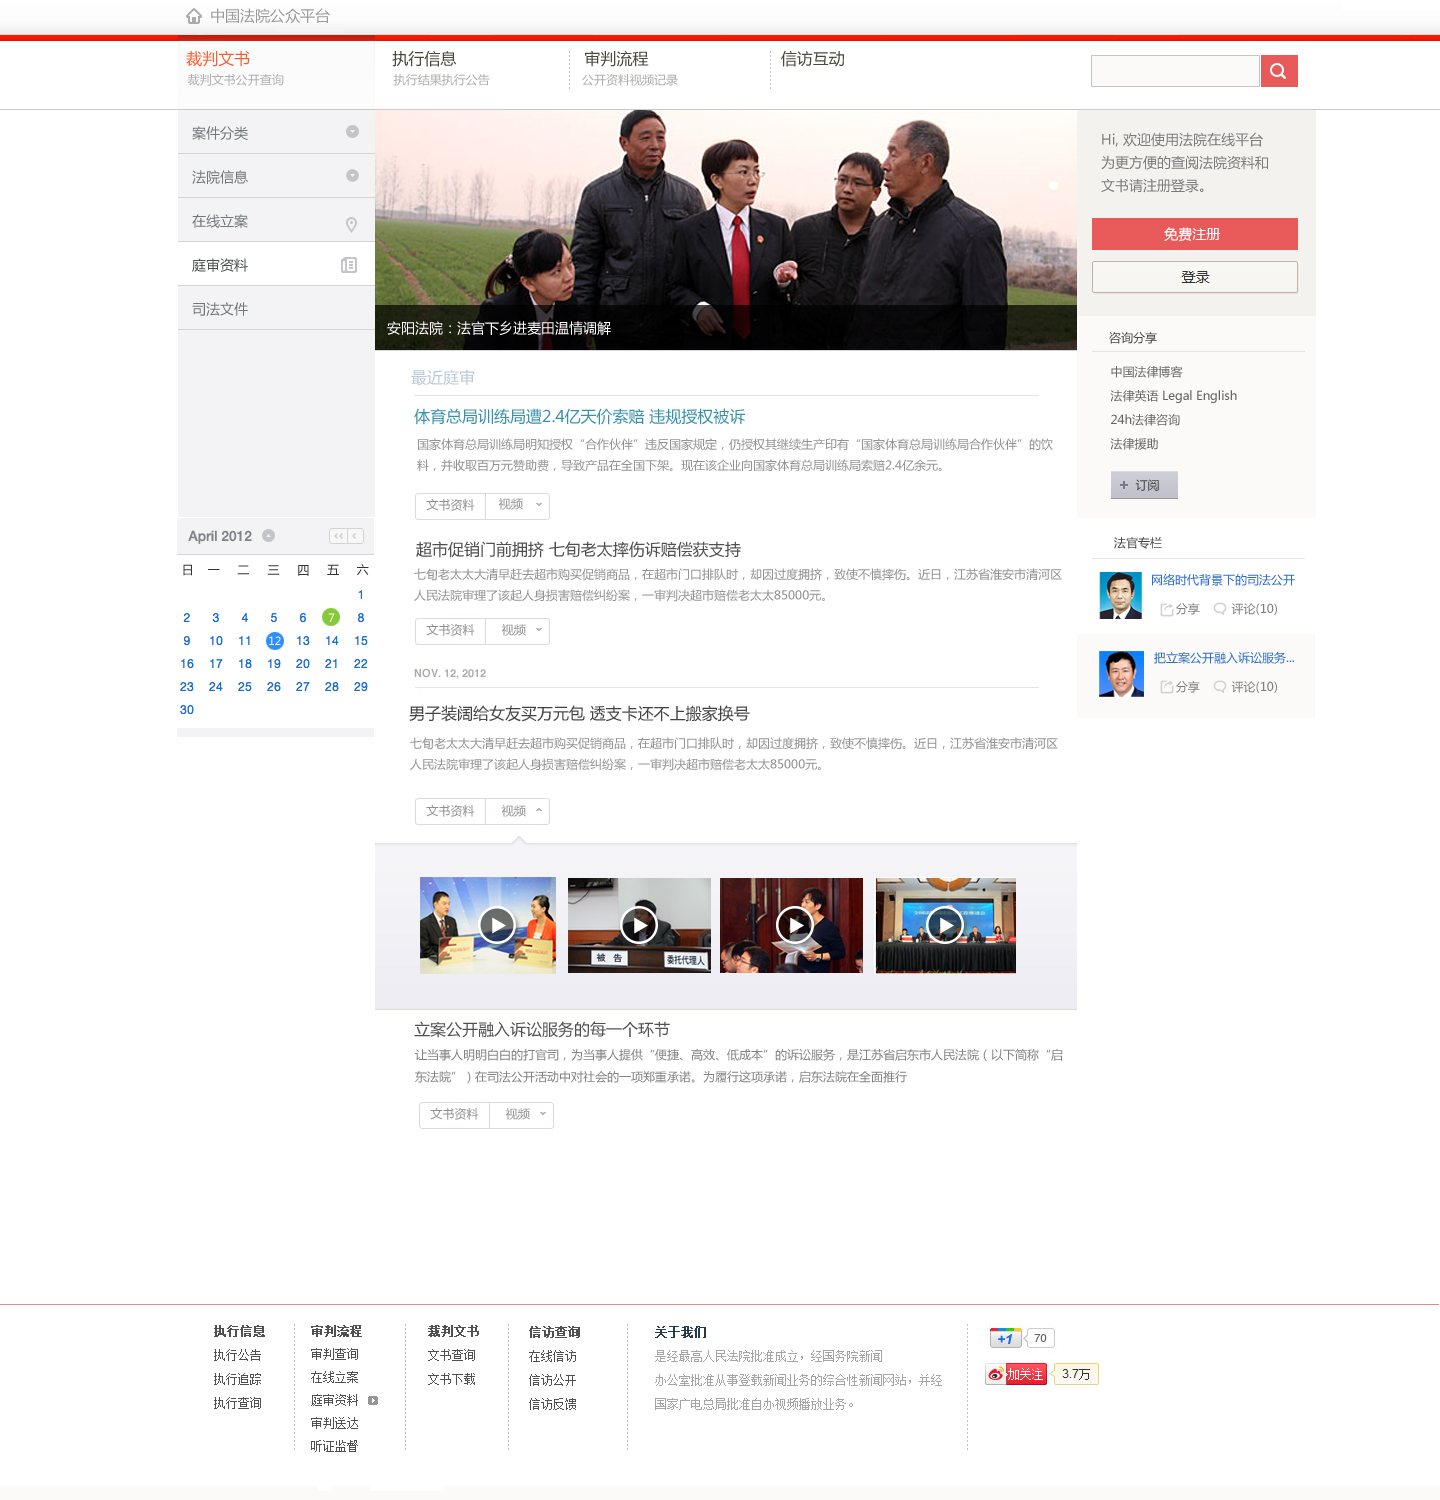 中国法院公众平台
裁判文书
裁判文书公开查询
执行信息
执行结果执行公告
审判流程
公开资料视频记录
信访互动
案件分类
法院信息
在线立案
庭审资料
司法文件
安阳法院：法官下乡进麦田温情调解
Hi, 欢迎使用法院在线平台
为更方便的查阅法院资料和
文书请注册登录。
免费注册
登录
咨询分享
中国法律博客
法律英语 Legal English
24h法律咨询
法律援助
+ 订阅
法官专栏
网络时代背景下的司法公开
分享 评论(10)
把立案公开融入诉讼服务...
分享 评论(10)
April 2012
日 一 二 三 四 五 六
1
2 3 4 5 6 7 8
9 10 11 12 13 14 15
16 17 18 19 20 21 22
23 24 25 26 27 28 29
30
最近庭审
体育总局训练局遭2.4亿天价索赔 违规授权被诉
国家体育总局训练局明知授权“合作伙伴”违反国家规定，仍授权其继续生产印有“国家体育总局训练局合作伙伴”的饮
料，并收取百万元赞助费，导致产品在全国下架。现在该企业向国家体育总局训练局索赔2.4亿余元。
文书资料 视频
超市促销门前拥挤 七旬老太摔伤诉赔偿获支持
七旬老太太大清早赶去超市购买促销商品，在超市门口排队时，却因过度拥挤，致使不慎摔伤。近日，江苏省淮安市清河区
人民法院审理了该起人身损害赔偿纠纷案，一审判决超市赔偿老太太85000元。
文书资料 视频
NOV. 12, 2012
男子装阔给女友买万元包 透支卡还不上搬家换号
七旬老太太大清早赶去超市购买促销商品，在超市门口排队时，却因过度拥挤，致使不慎摔伤。近日，江苏省淮安市清河区
人民法院审理了该起人身损害赔偿纠纷案，一审判决超市赔偿老太太85000元。
文书资料 视频
被 告
委托代理人
立案公开融入诉讼服务的每一个环节
让当事人明明白白的打官司，为当事人提供“便捷、高效、低成本”的诉讼服务，是江苏省启东市人民法院（以下简称“启
东法院”）在司法公开活动中对社会的一项郑重承诺。为履行这项承诺，启东法院在全面推行
文书资料 视频
执行信息
执行公告
执行追踪
执行查询
审判流程
审判查询
在线立案
庭审资料
审判送达
听证监督
裁判文书
文书查询
文书下载
信访查询
在线信访
信访公开
信访反馈
关于我们
是经最高人民法院批准成立，经国务院新闻
办公室批准从事登载新闻业务的综合性新闻网站，并经
国家广电总局批准自办视频播放业务。
+1 70
加关注 3.7万